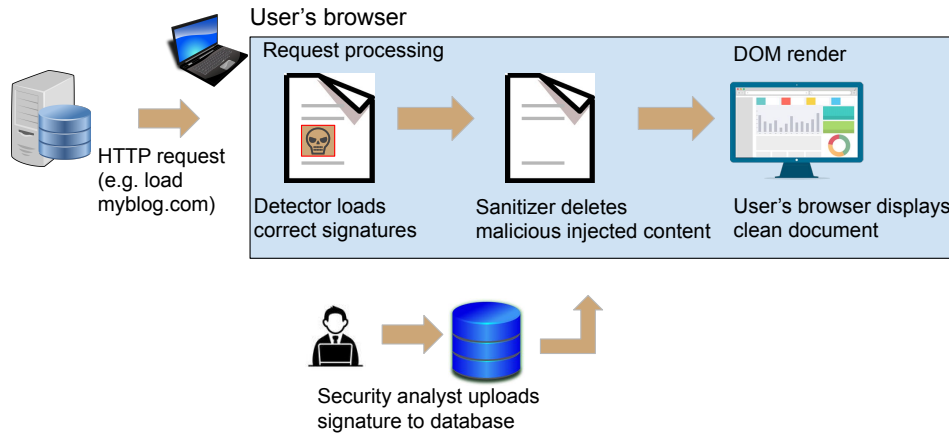 User's browser
Request processing
DOM render
HTTP request
(e.g. load
myblog.com)
Detector loads
correct signatures
Sanitizer deletes
malicious injected content
User's browser displays
clean document
Security analyst uploads
signature to database